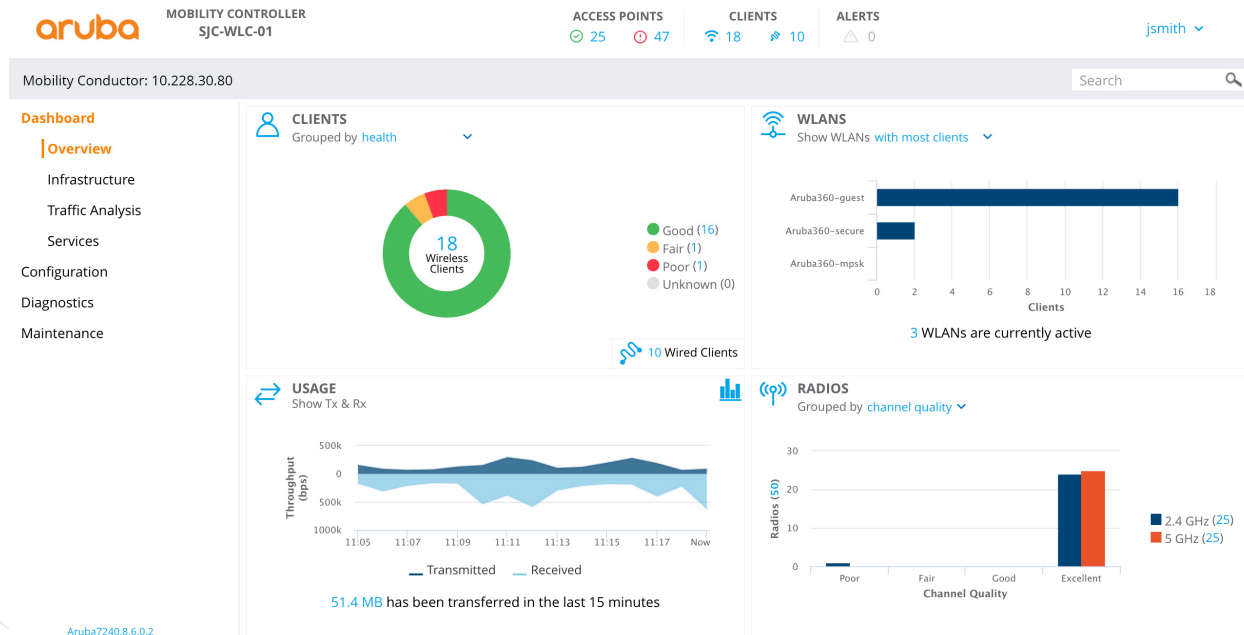 aruba
MOBILITY CONTROLLER
SJC-WLC-01
ACCESS POINTS
25 47
CLIENTS
18 10
ALERTS
0
jsmith
Mobility Conductor: 10.228.30.80
Search
Dashboard
Overview
Infrastructure
Traffic Analysis
Services
Configuration
Diagnostics
Maintenance
CLIENTS
Grouped by health
18
Wireless
Clients
Good (16)
Fair (1)
Poor (1)
Unknown (0)
10 Wired Clients
WLANS
Show WLANs with most clients
Aruba360-guest
Aruba360-secure
Aruba360-mpsk
0 2 4 6 8 10 12 14 16 18
Clients
3 WLANs are currently active
USAGE
Show Tx & Rx
Throughput
(bps)
500k
0
500k
1000k
11:05 11:07 11:09 11:11 11:13 11:15 11:17 Now
Transmitted Received
51.4 MB has been transferred in the last 15 minutes
RADIOS
Grouped by channel quality
Radios (50)
30
20
10
0
Poor Fair Good Excellent
Channel Quality
2.4 GHz (25)
5 GHz (25)
Aruba7240,8.6.0.2